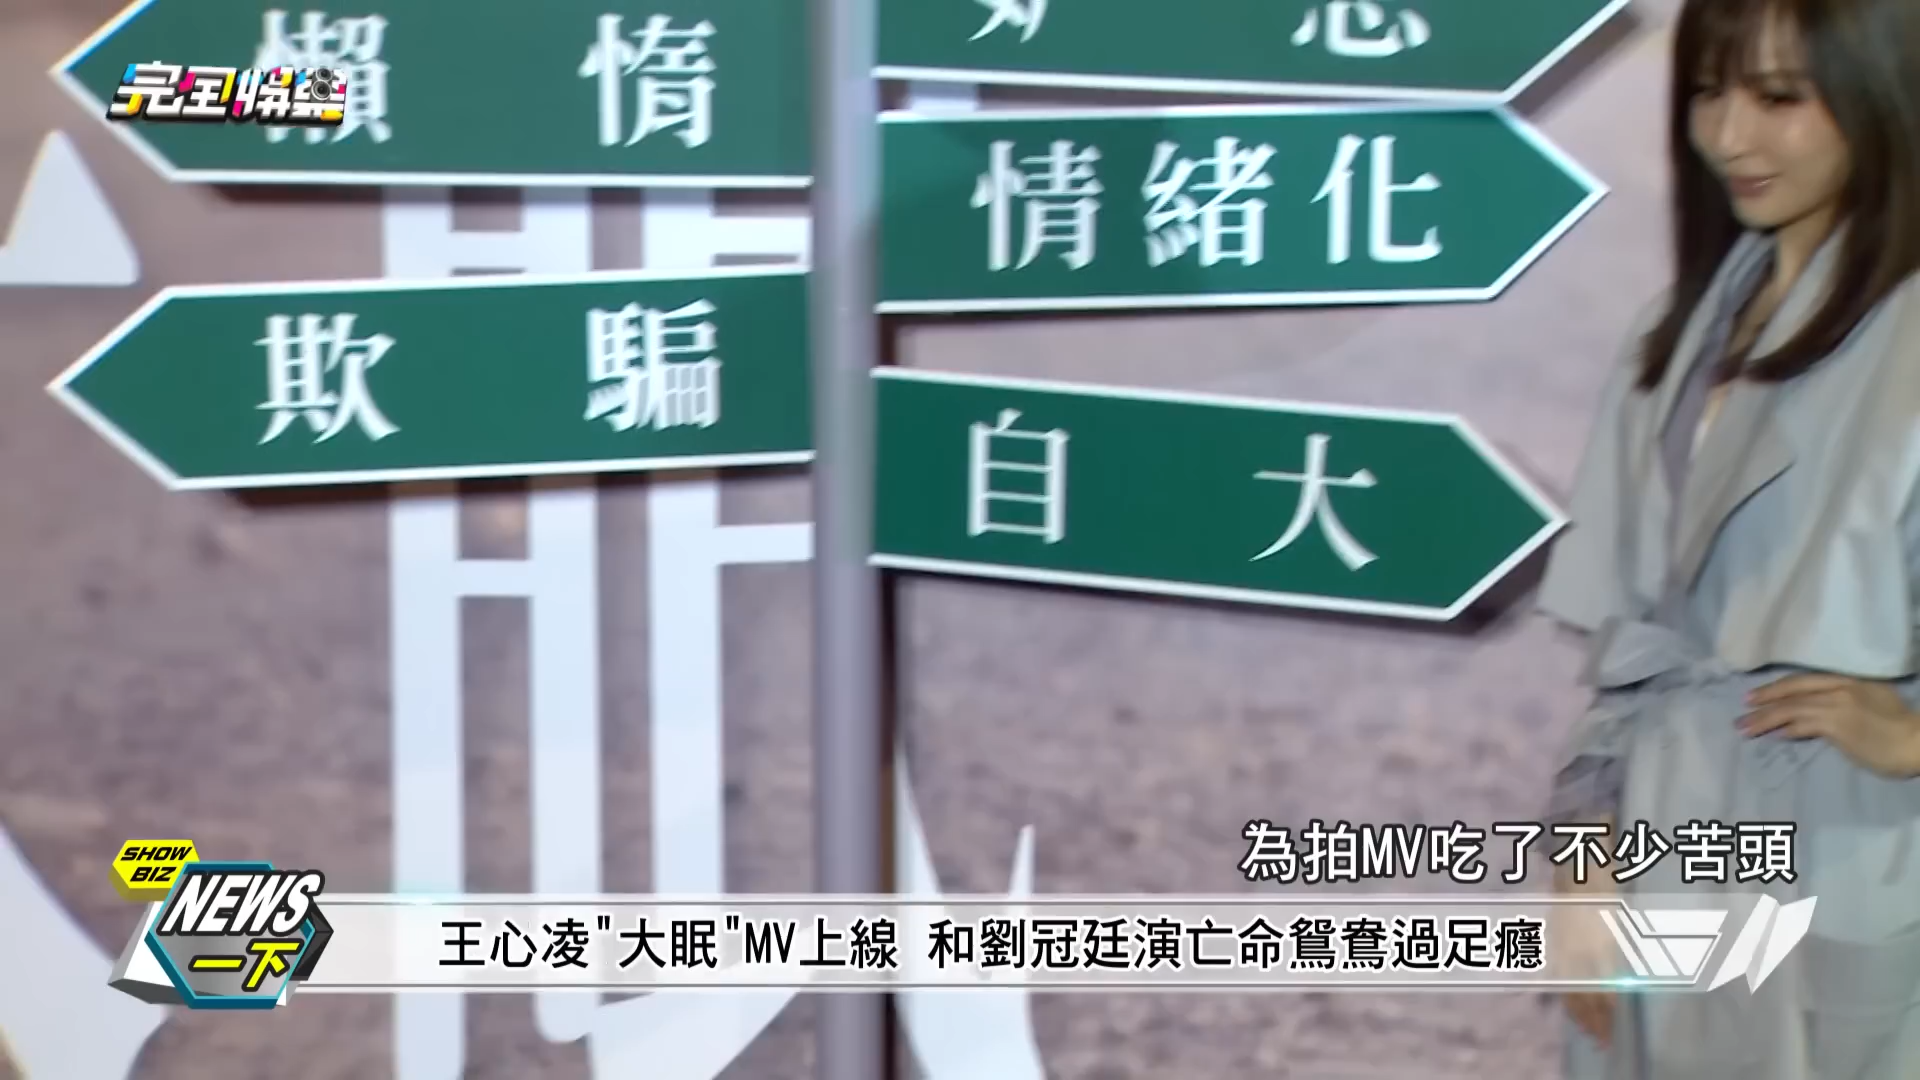 完全娛樂
懶惰
情緒化
欺騙
自大
為拍MV吃了不少苦頭
SHOW BIZ
NEWS
一下
王心凌"大眠"MV上線 和劉冠廷演亡命鴛鴦過足癮